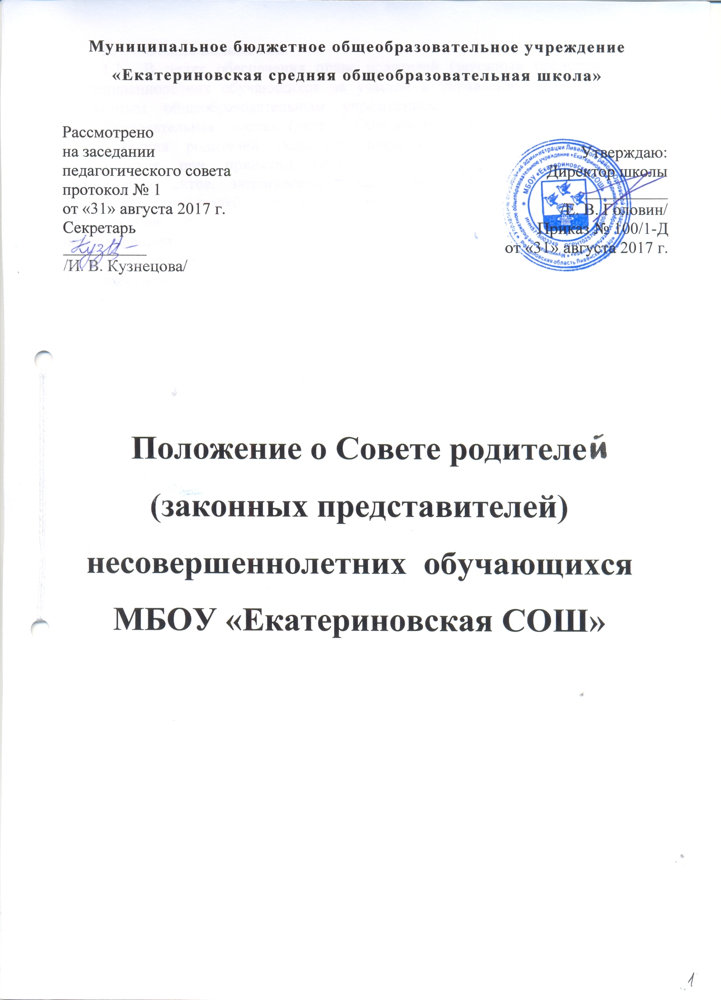 Муниципальное бюджетное общеобразовательное учреждение
«Екатериновская средняя общеобразовательная школа»
Рассмотрено
на заседании
педагогического совета
протокол № 1
от «31» августа 2017 г.
Секретарь
/И. В. Кузнецова/
Утверждаю:
Директор школы
/Е. В. Головин/
Приказ № 100/1-Д
от «31» августа 2017 г.
МБОУ «Екатериновская СОШ»
ИНН5715003249
Положение о Совете родителей
(законных представителей)
несовершеннолетних обучающихся
МБОУ «Екатериновская СОШ»
1